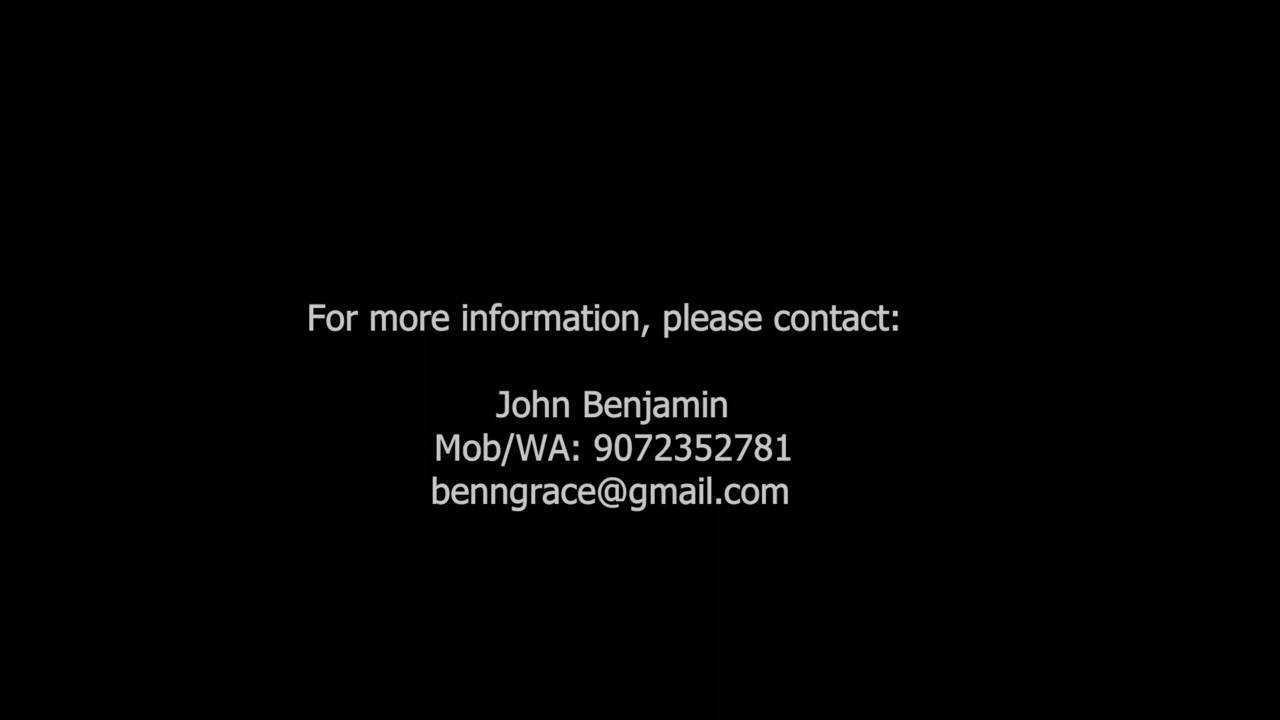 For more information, please contact:
John Benjamin
Mob/WA: 9072352781
benngrace@gmail.com